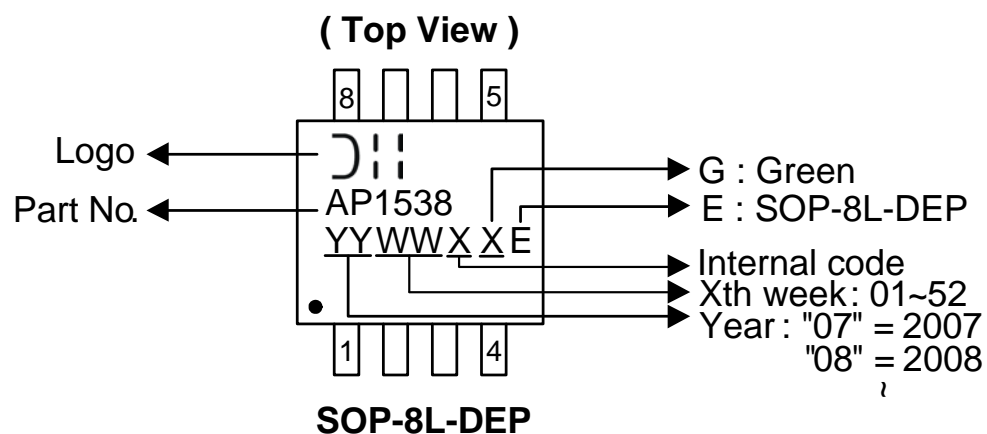 ( Top View )
8 5
Logo
AP1538
Part No.
YYWWX XE
G : Green
E : SOP-8L-DEP
Internal code
Xth week : 01~52
Year : "07" = 2007
"08" = 2008
~
1 4
SOP-8L-DEP